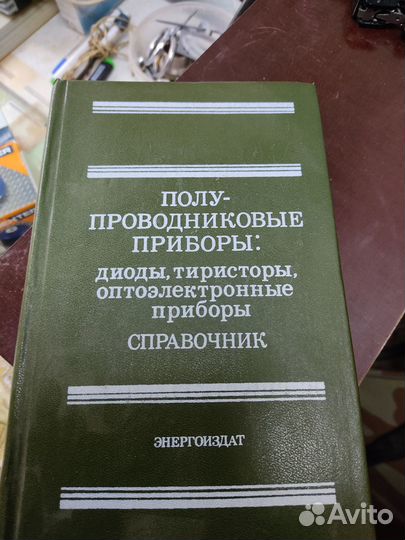 ПОЛУ-
ПРОВОДНИКОВЫЕ
ПРИБОРЫ:
диоды, тиристоры,
оптоэлектронные
приборы
СПРАВОЧНИК
ЭНЕРГОИЗДАТ
Avito